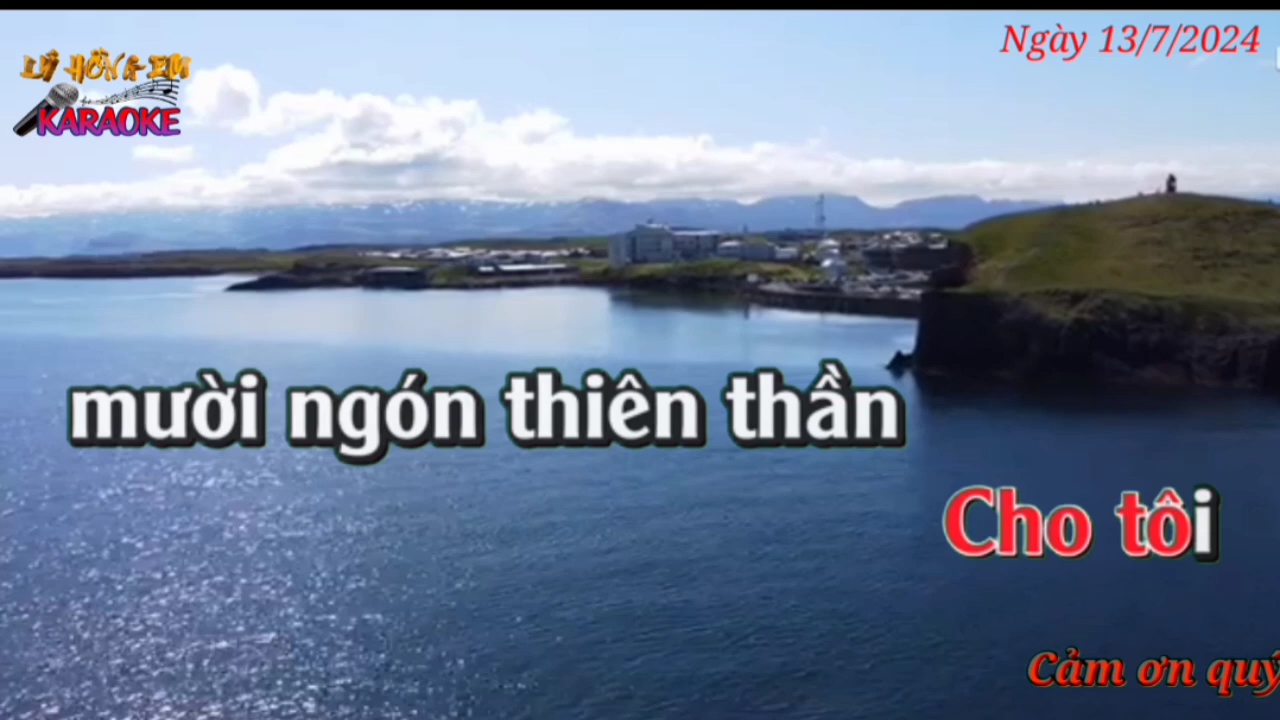 Ngày 13/7/2024
LÝ HỒNG EM
KARAOKE
mười ngón thiên thần
Cho tôi
Cảm ơn quý